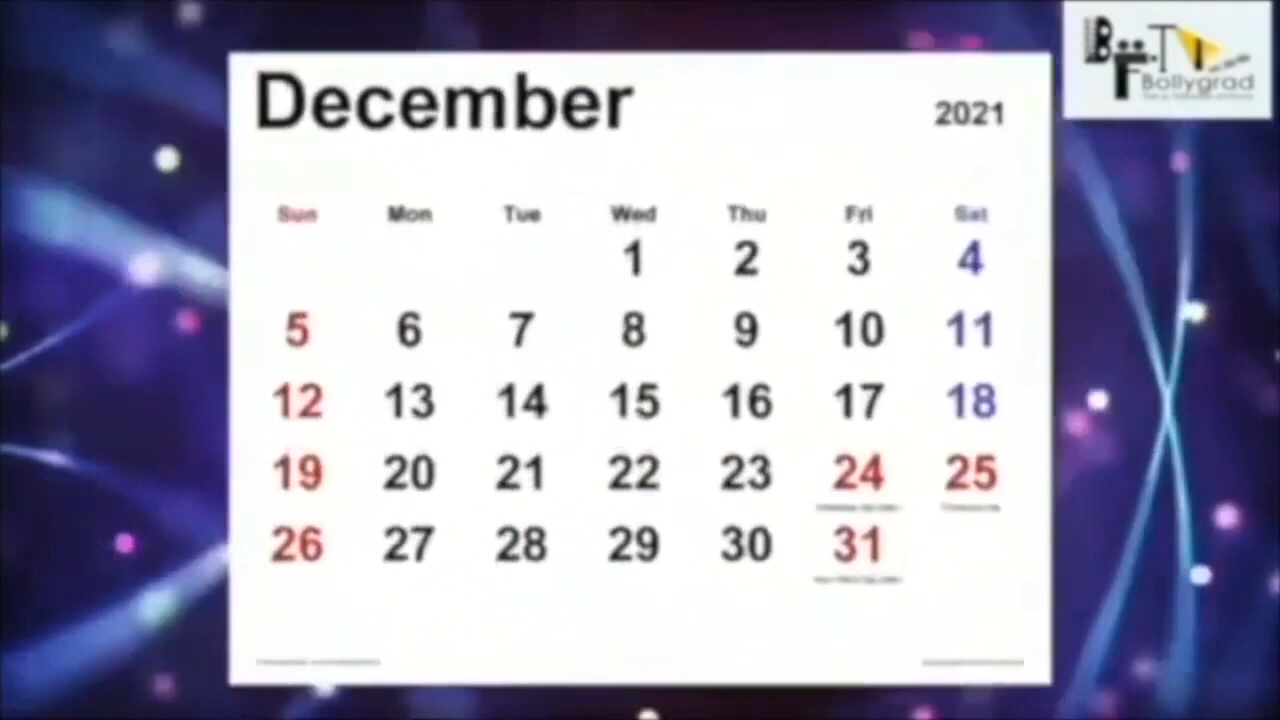 December
2021
Bollygrad
Sun Mon Tue Wed Thu Fri Sat
1 2 3 4
5 6 7 8 9 10 11
12 13 14 15 16 17 18
19 20 21 22 23 24 25
26 27 28 29 30 31